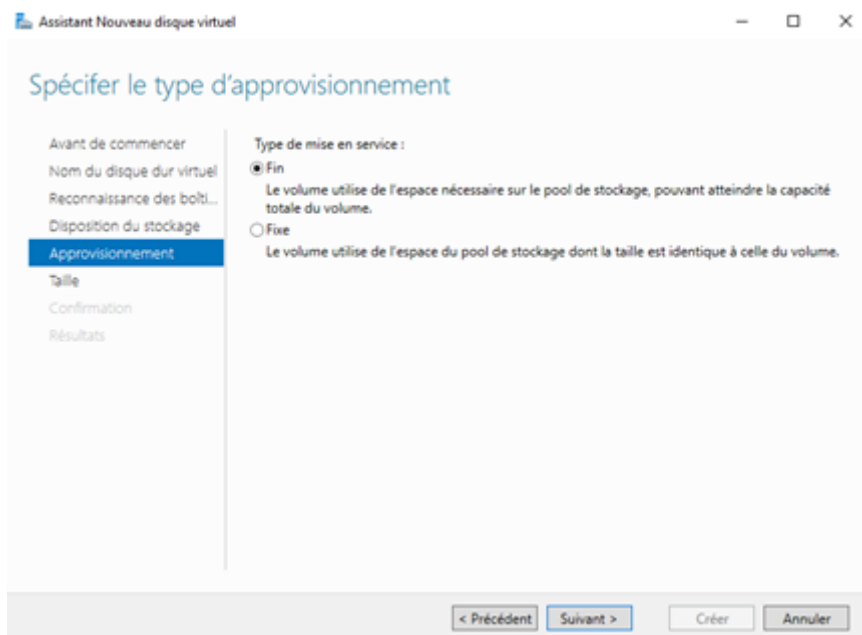 Assistant Nouveau disque virtuel
Spécifer le type d'approvisionnement
Avant de commencer
Nom du disque dur virtuel
Reconnaissance des boîti...
Disposition du stockage
Approvisionnement
Taille
Confirmation
Résultats
Type de mise en service :
Fin
Le volume utilise de l'espace nécessaire sur le pool de stockage, pouvant atteindre la capacité
totale du volume.
Fixe
Le volume utilise de l'espace du pool de stockage dont la taille est identique à celle du volume.
< Précédent
Suivant >
Créer
Annuler